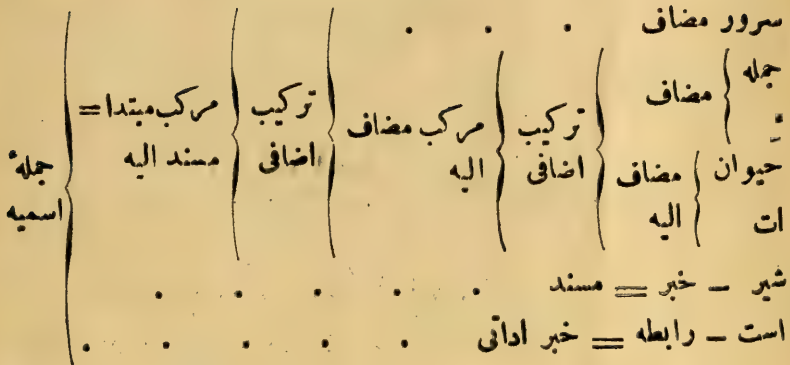 سرور مضاف . . .
جمله } مضاف
-
حیوان } مضاف
ات } الیه
} ترکیب
اضافی
} مرکب مضاف
الیه
} ترکیب
اضافی
} مرکب مبتدا =
مسند الیه
} جملهٔ
اسمیه
شیر – خبر = مسند . . . . .
است – رابطه = خبر اداتی . . . . .